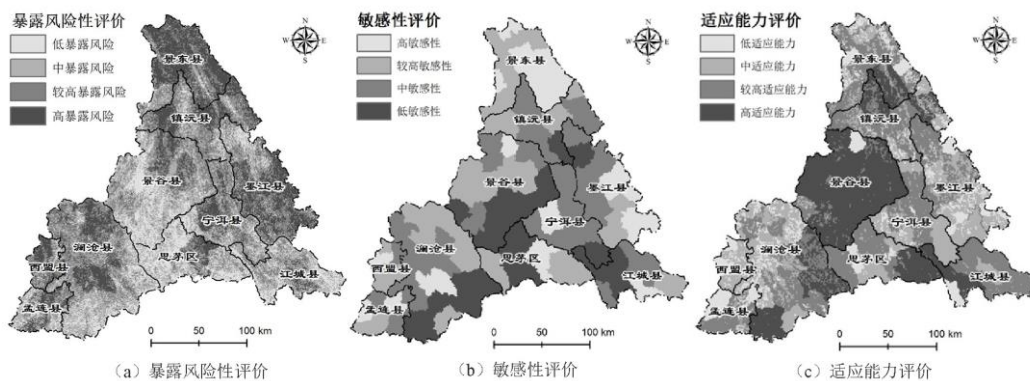 暴露风险性评价
低暴露风险
中暴露风险
较高暴露风险
高暴露风险
N
W E
S
景东县
镇沅县
景谷县
墨江县
宁洱县
澜沧县
思茅区
西盟县
江城县
孟连县
0 50 100 km
(a) 暴露风险性评价
敏感性评价
高敏感性
较高敏感性
中敏感性
低敏感性
N
W E
S
景东县
镇沅县
景谷县
墨江县
宁洱县
澜沧县
思茅区
西盟县
江城县
孟连县
0 50 100 km
(b) 敏感性评价
适应能力评价
低适应能力
中适应能力
较高适应能力
高适应能力
N
W E
S
景东县
镇沅县
景谷县
墨江县
宁洱县
澜沧县
思茅区
西盟县
江城县
孟连县
0 50 100 km
(c) 适应能力评价